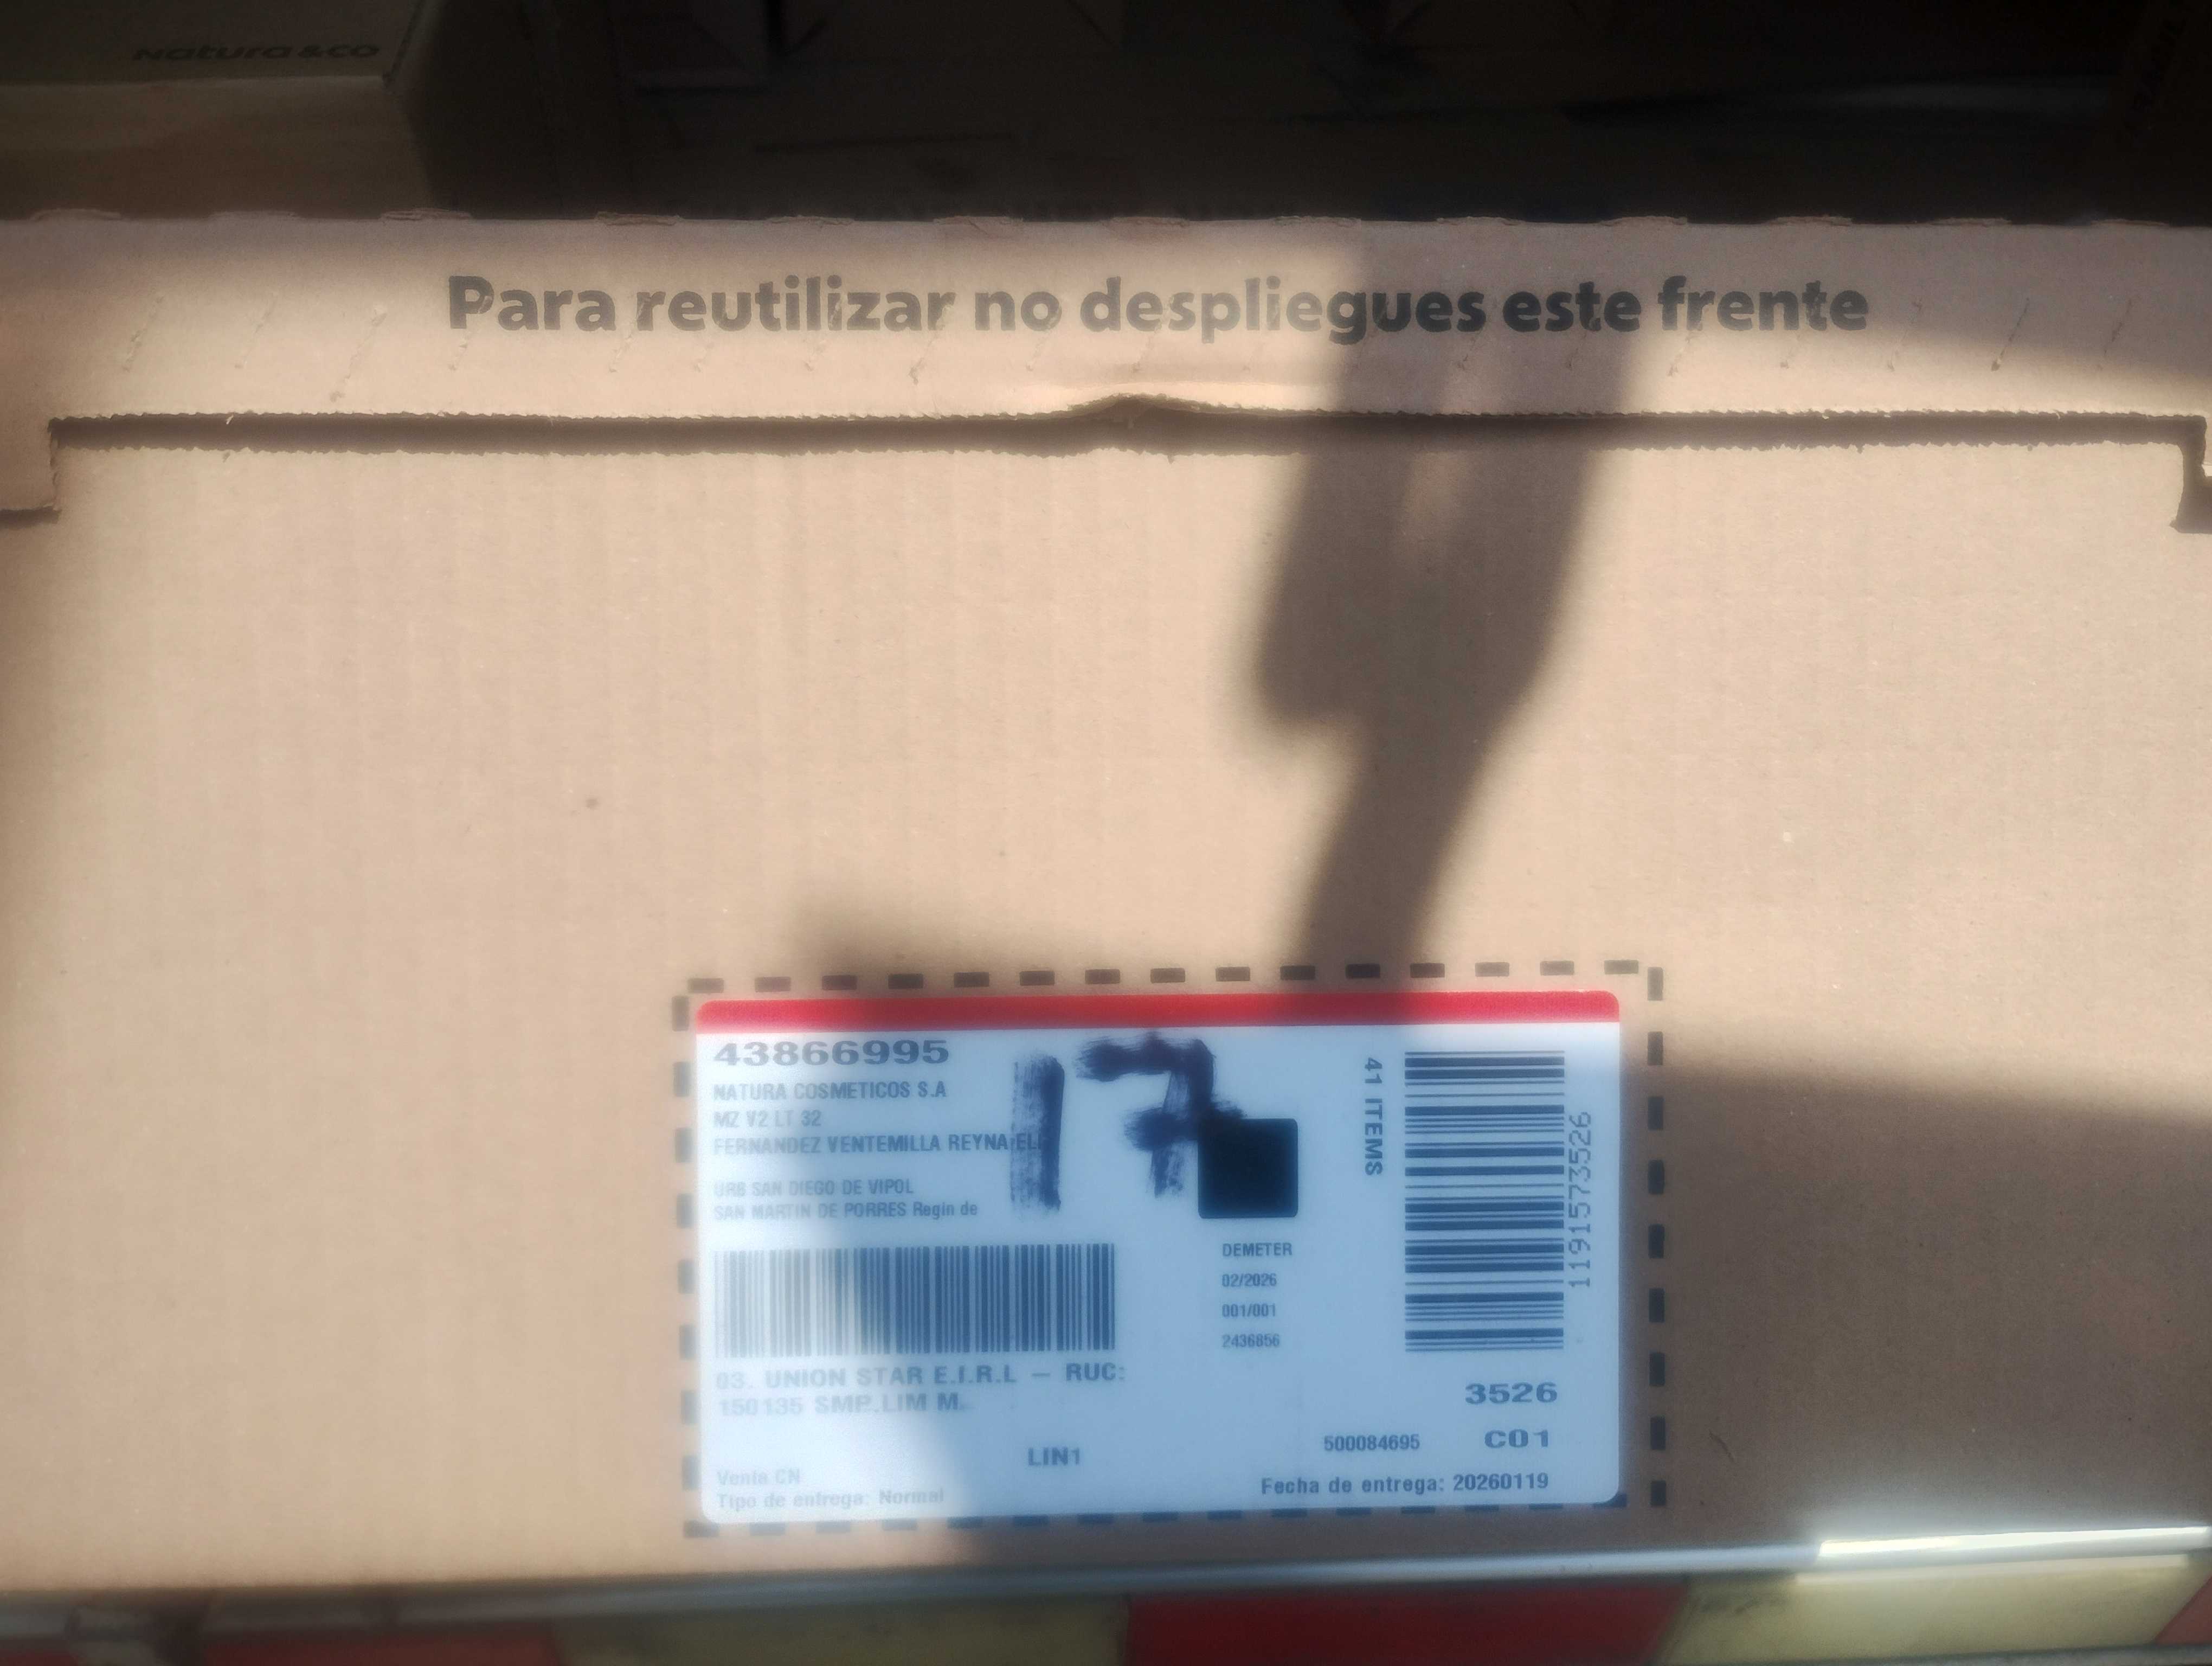 natura &co
Para reutilizar no despliegues este frente
43866995
NATURA COSMETICOS S.A
MZ V2 LT 32
FERNANDEZ VENTEMILLA REYNA EL
URB SAN DIEGO DE VIPOL
SAN MARTIN DE PORRES Regin de
17
41 ITEMS
1191573526
DEMETER
02/2026
001/001
2436856
03. UNION STAR E.I.R.L — RUC:
150135 SMP.LIM M.
LIN1
3526
500084695 C01
Venta CN
Tipo de entrega: Normal
Fecha de entrega: 20260119